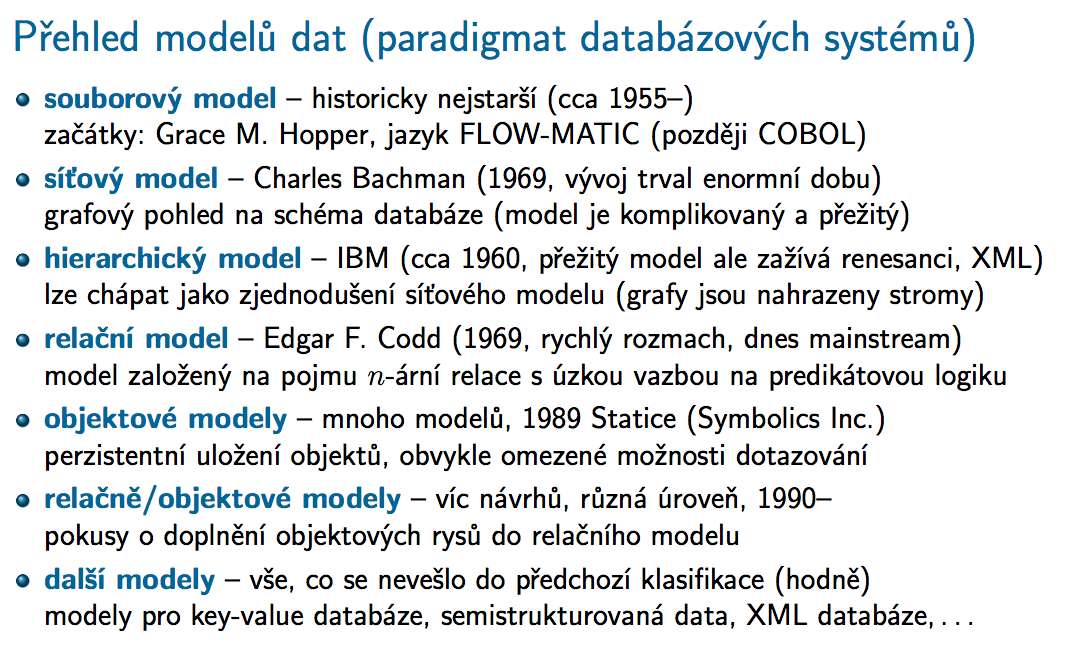 Přehled modelů dat (paradigmat databázových systémů)
souborový model – historicky nejstarší (cca 1955–)
začátky: Grace M. Hopper, jazyk FLOW-MATIC (později COBOL)
síťový model – Charles Bachman (1969, vývoj trval enormní dobu)
grafový pohled na schéma databáze (model je komplikovaný a přežitý)
hierarchický model – IBM (cca 1960, přežitý model ale zažívá renesanci, XML)
lze chápat jako zjednodušení síťového modelu (grafy jsou nahrazeny stromy)
relační model – Edgar F. Codd (1969, rychlý rozmach, dnes mainstream)
model založený na pojmu n-ární relace s úzkou vazbou na predikátovou logiku
objektové modely – mnoho modelů, 1989 Statice (Symbolics Inc.)
perzistentní uložení objektů, obvykle omezené možnosti dotazování
relačně/objektové modely – víc návrhů, různá úroveň, 1990–
pokusy o doplnění objektových rysů do relačního modelu
další modely – vše, co se nevešlo do předchozí klasifikace (hodně)
modely pro key-value databáze, semistrukturovaná data, XML databáze, . . .